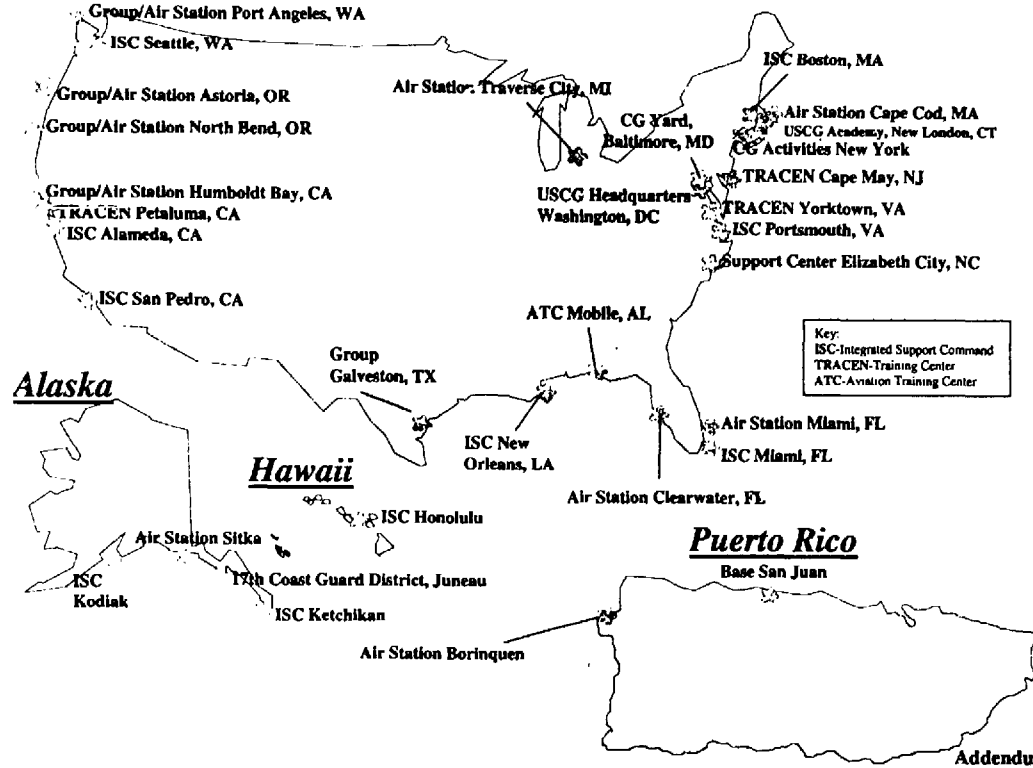 Group/Air Station Port Angeles, WA
ISC Seattle, WA
ISC Boston, MA
Air Station Traverse City, MI
Group/Air Station Astoria, OR
Air Station Cape Cod, MA
CG Yard,
Baltimore, MD
Group/Air Station North Bend, OR
USCG Academy, New London, CT
CG Activities New York
TRACEN Cape May, NJ
Group/Air Station Humboldt Bay, CA
USCG Headquarters
Washington, DC
TRACEN Petaluma, CA
TRACEN Yorktown, VA
ISC Alameda, CA
ISC Portsmouth, VA
Support Center Elizabeth City, NC
ISC San Pedro, CA
ATC Mobile, AL
Key:
ISC-Integrated Support Command
TRACEN-Training Center
ATC-Aviation Training Center
Group
Galveston, TX
Alaska
Air Station Miami, FL
ISC New
Orleans, LA
ISC Miami, FL
Hawaii
Air Station Clearwater, FL
ISC Honolulu
Air Station Sitka
Puerto Rico
Base San Juan
ISC
Kodiak
17th Coast Guard District, Juneau
ISC Ketchikan
Air Station Borinquen
Addendu